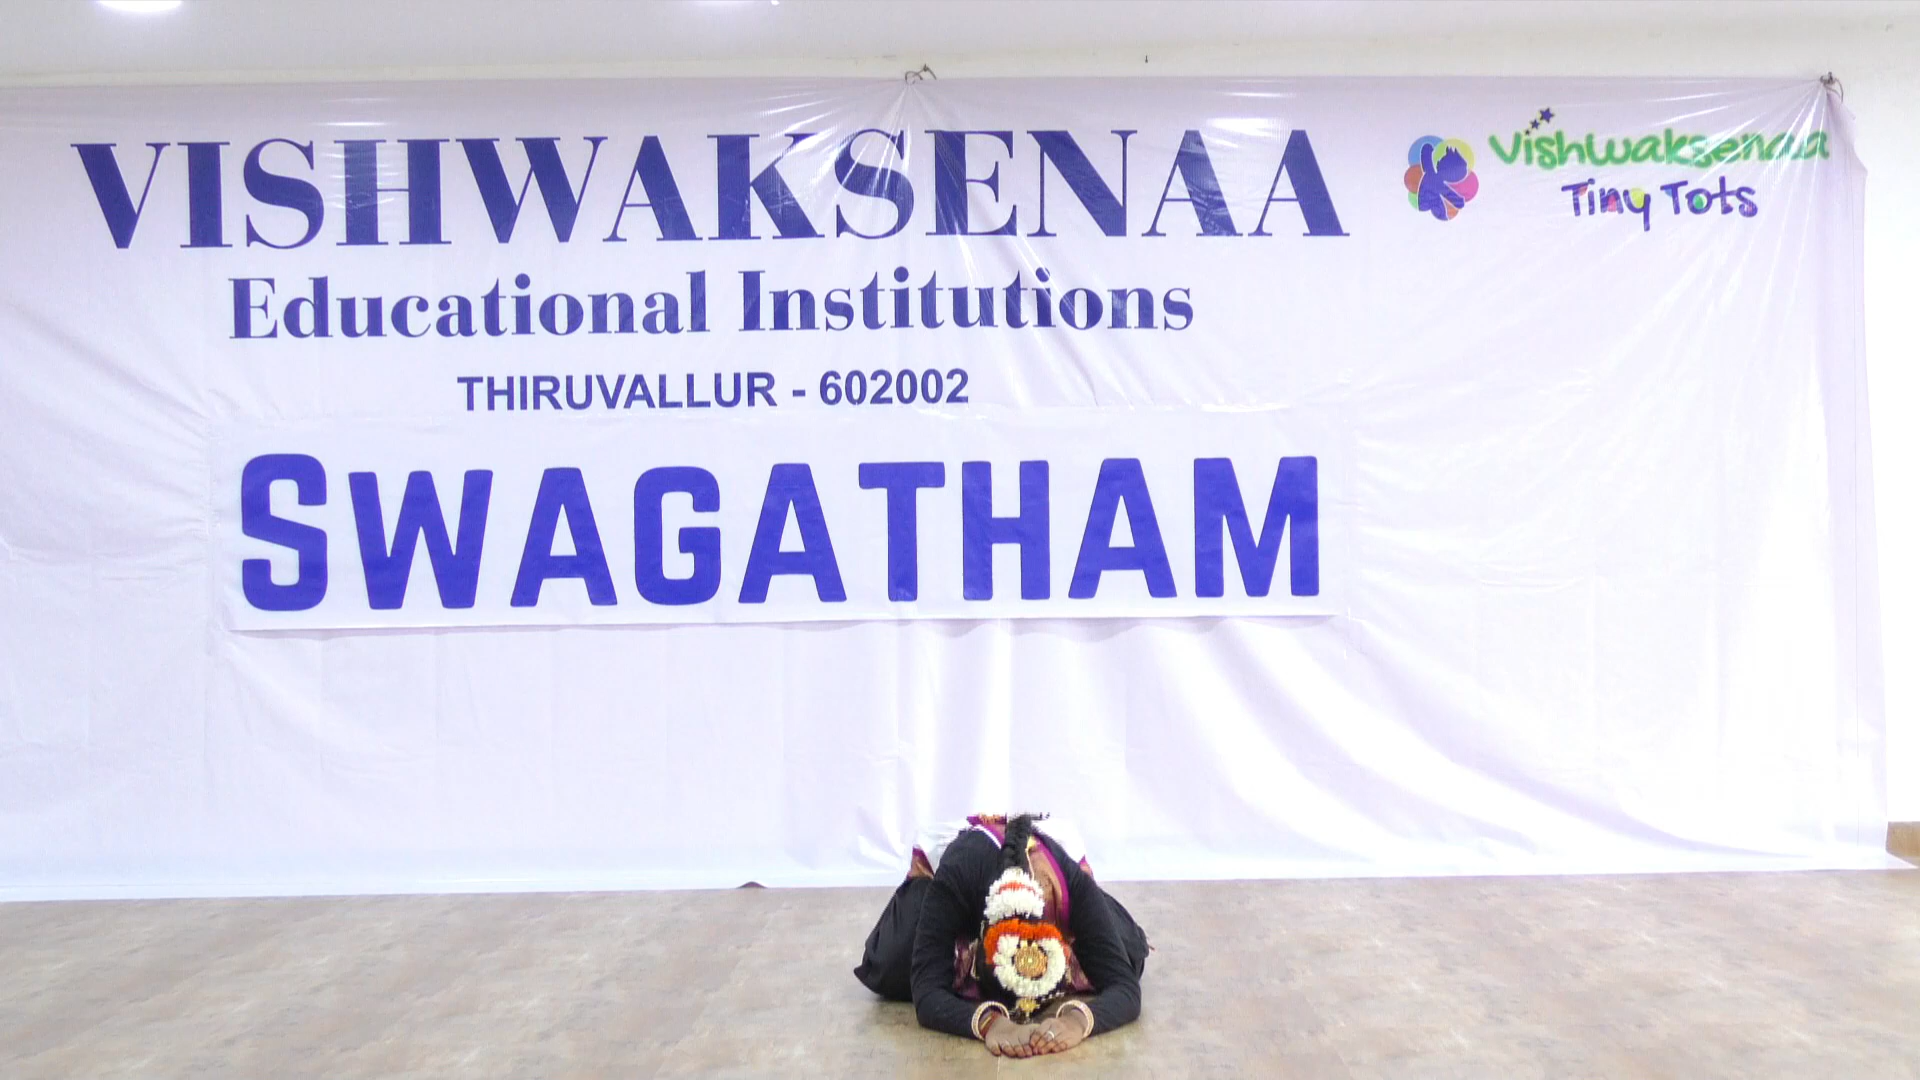 VISHWAKSENAA
Educational Institutions
THIRUVALLUR - 602002
SWAGATHAM
Vishwaksenaa
Tiny Tots